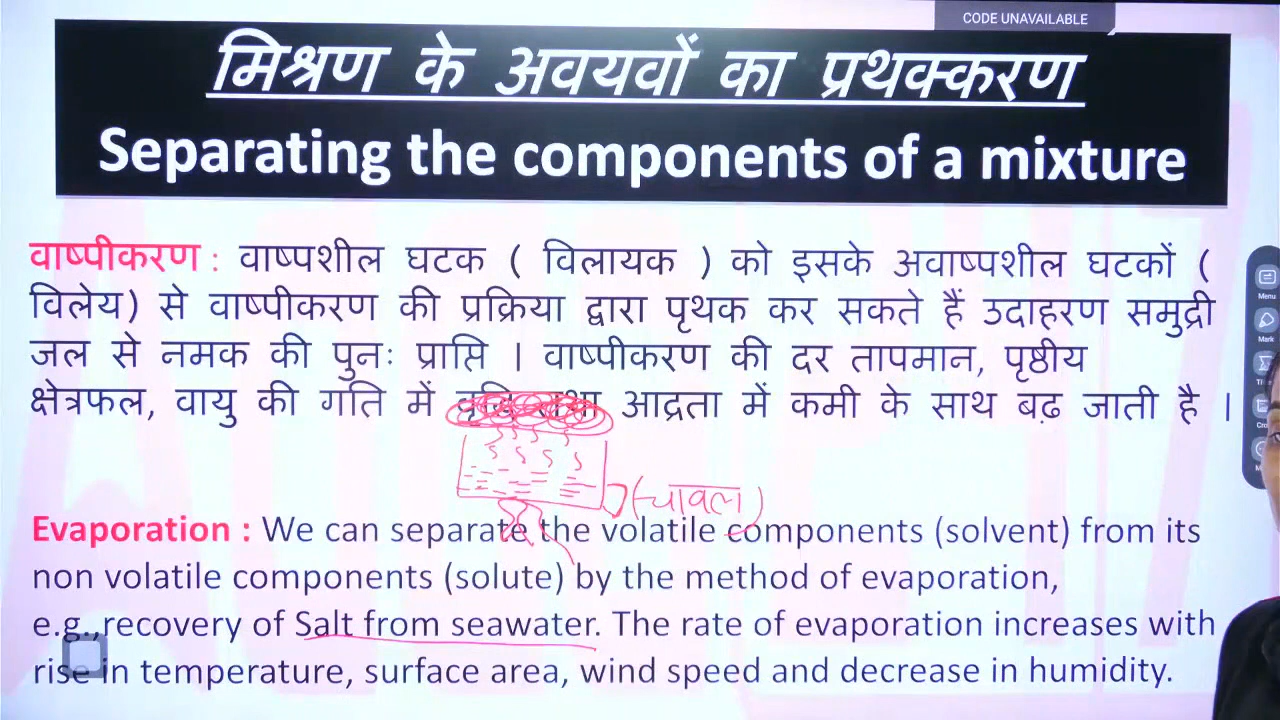 CODE UNAVAILABLE
मिश्रण के अवयवों का प्रथक्करण
Separating the components of a mixture
वाष्पीकरण : वाष्पशील घटक ( विलायक ) को इसके अवाष्पशील घटकों (
विलेय) से वाष्पीकरण की प्रक्रिया द्वारा पृथक कर सकते हैं उदाहरण समुद्री
जल से नमक की पुनः प्राप्ति । वाष्पीकरण की दर तापमान, पृष्ठीय
क्षेत्रफल, वायु की गति में आद्रता में कमी के साथ बढ़ जाती है ।
(चावल)
Evaporation : We can separate the volatile components (solvent) from its
non volatile components (solute) by the method of evaporation,
e.g.,recovery of Salt from seawater. The rate of evaporation increases with
rise in temperature, surface area, wind speed and decrease in humidity.
Menu
Mark